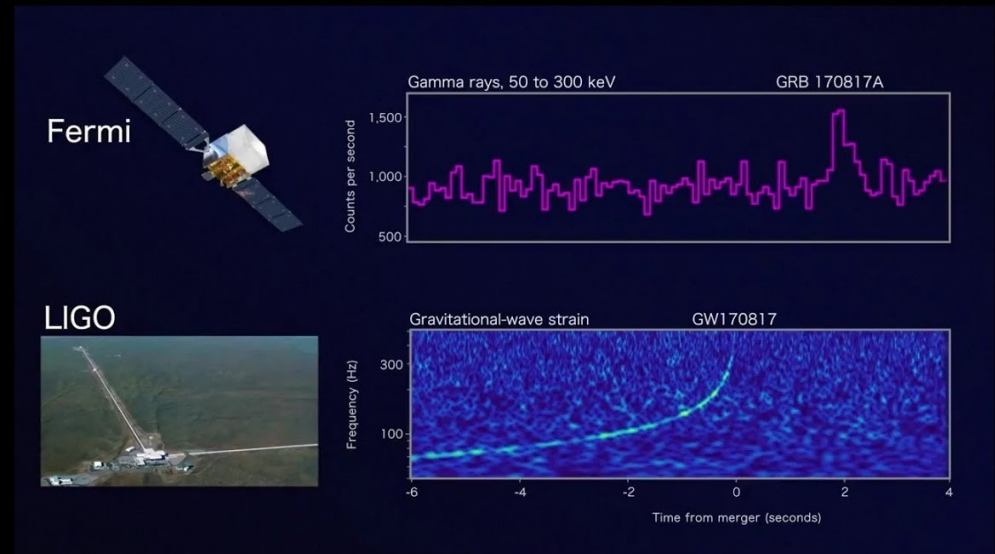 Fermi
Gamma rays, 50 to 300 keV
GRB 170817A
Counts per second
1,500
1,000
500
LIGO
Gravitational-wave strain
GW170817
Frequency (Hz)
300
100
-6
-4
-2
0
2
4
Time from merger (seconds)